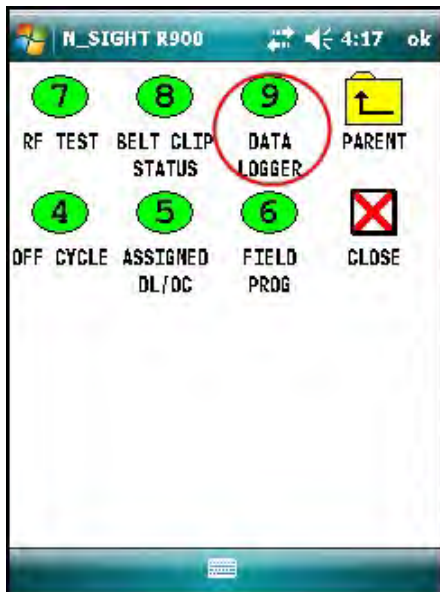 N_SIGHT R900 4:17 ok
7 8 9
RF TEST BELT CLIP STATUS DATA LOGGER PARENT
4 5 6
OFF CYCLE ASSIGNED DL/OC FIELD PROG CLOSE